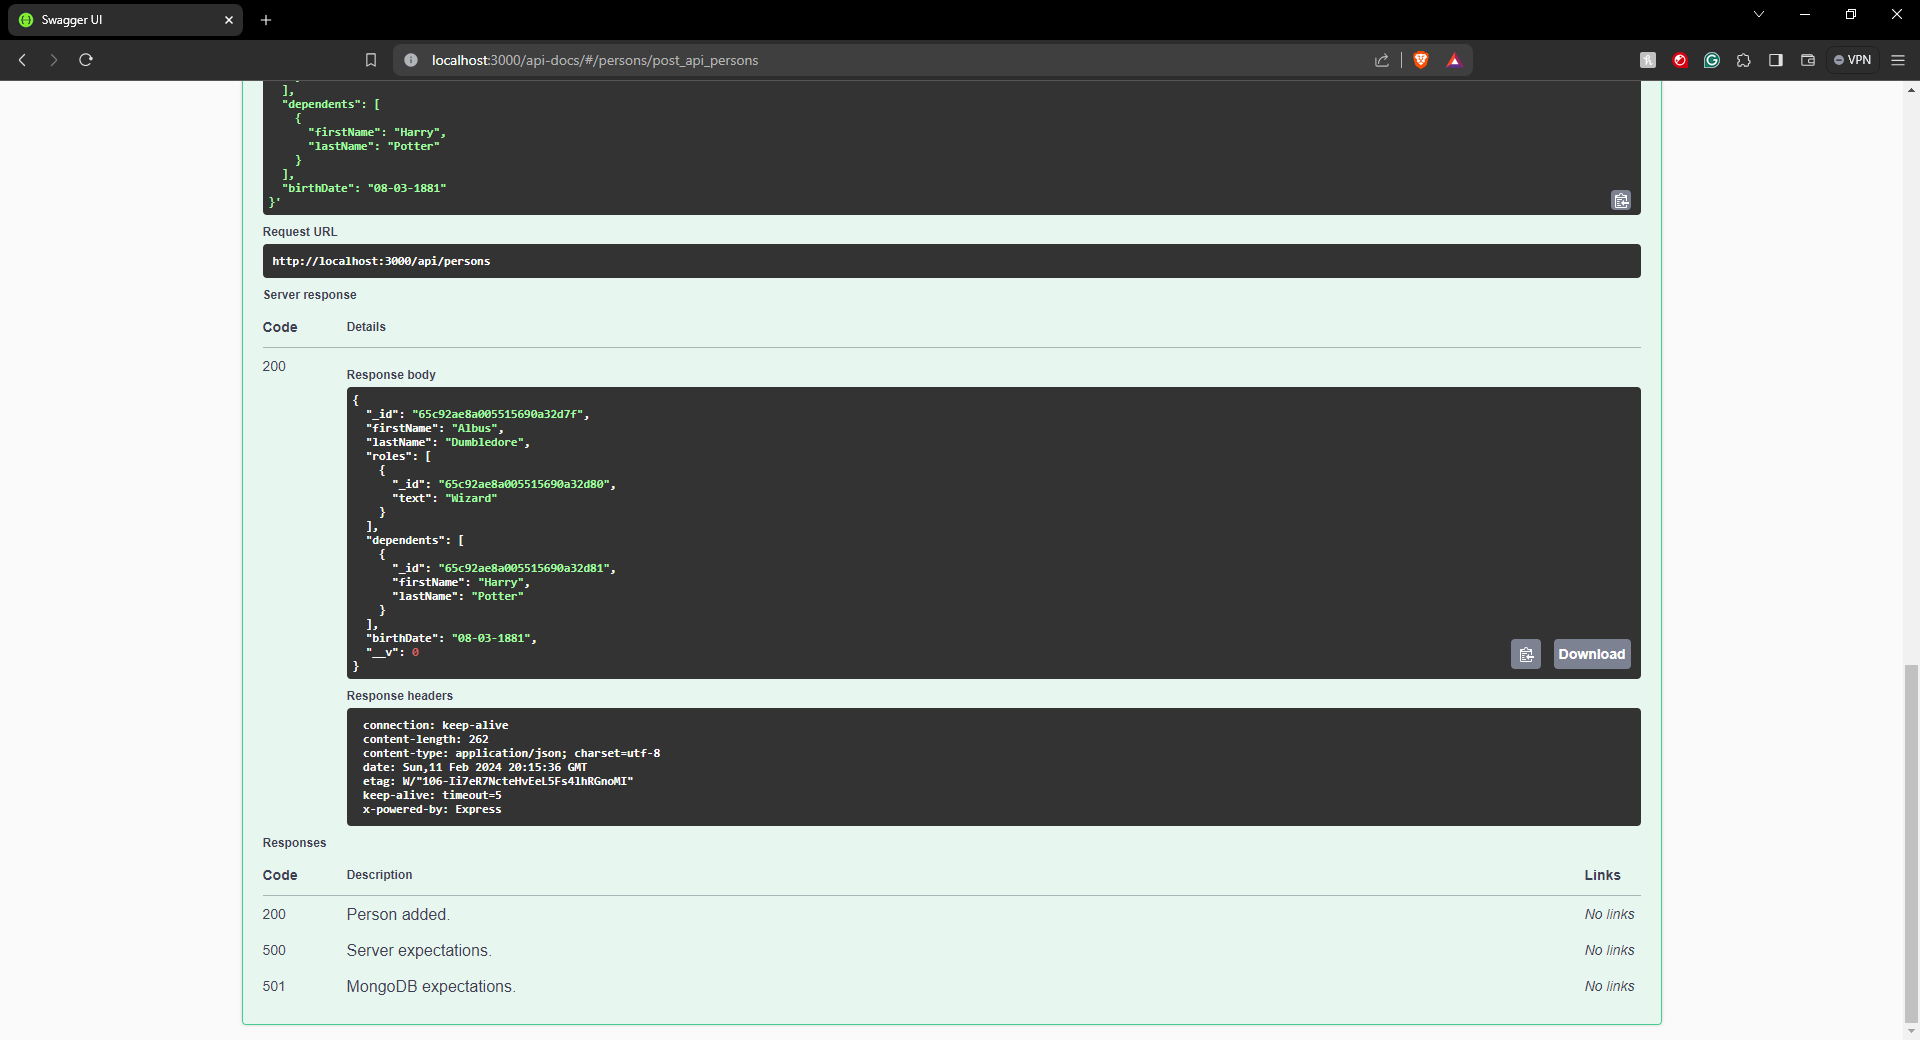 Swagger UI
localhost:3000/api-docs/#/persons/post_api_persons
VPN
],
"dependents": [
{
"firstName": "Harry",
"lastName": "Potter"
}
],
"birthDate": "08-03-1881"
}'
Request URL
http://localhost:3000/api/persons
Server response
Code Details
200
Response body
{
"_id": "65c92ae8a005515690a32d7f",
"firstName": "Albus",
"lastName": "Dumbledore",
"roles": [
{
"_id": "65c92ae8a005515690a32d80",
"text": "Wizard"
}
],
"dependents": [
{
"_id": "65c92ae8a005515690a32d81",
"firstName": "Harry",
"lastName": "Potter"
}
],
"birthDate": "08-03-1881",
"__v": 0
}
Download
Response headers
connection: keep-alive
content-length: 262
content-type: application/json; charset=utf-8
date: Sun,11 Feb 2024 20:15:36 GMT
etag: W/"106-Ii7eR7NcteHvEeL5Fs4lhRGnoMI"
keep-alive: timeout=5
x-powered-by: Express
Responses
Code Description Links
200 Person added. No links
500 Server expectations. No links
501 MongoDB expectations. No links